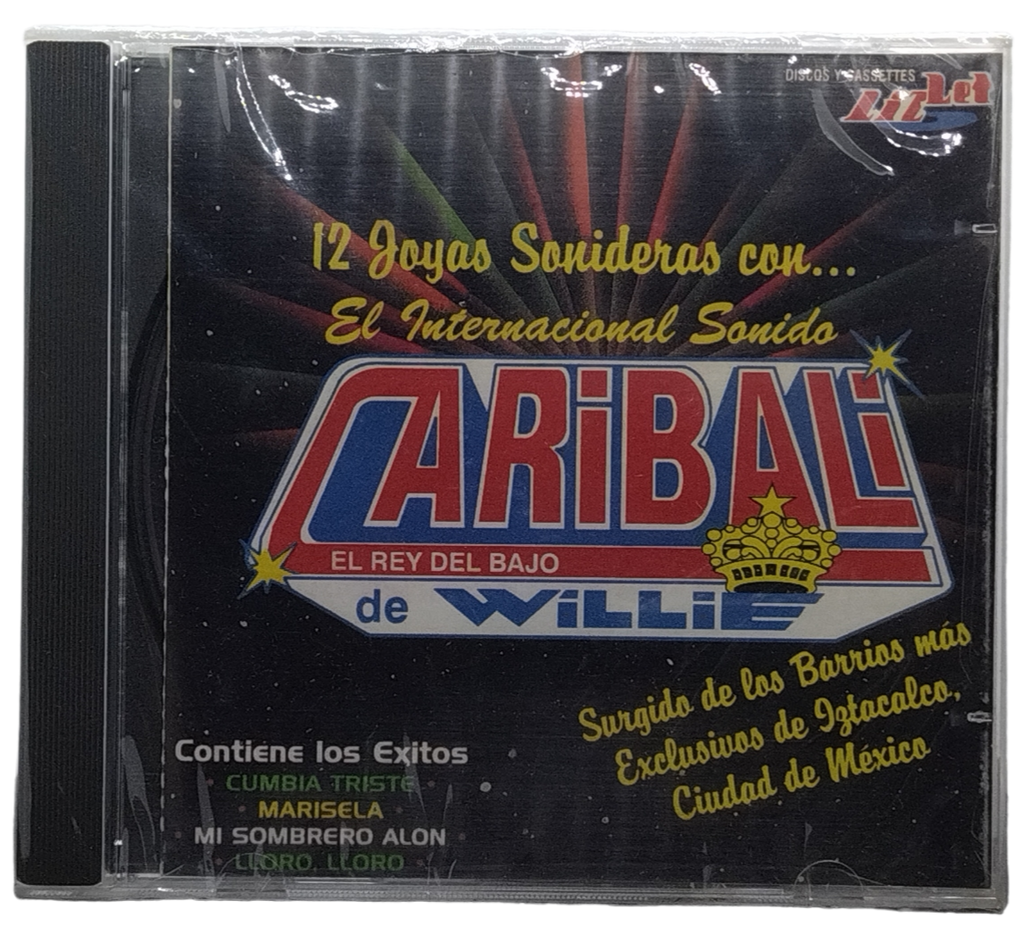 DISCOS Y CASSETTES
LizLet
12 Joyas Sonideras con...
El Internacional Sonido
CARiBALi
EL REY DEL BAJO
de WiLLiE
Surgido de los Barrios más
Exclusivos de Iztacalco,
Ciudad de México
Contiene los Exitos
CUMBIA TRISTE
MARISELA
MI SOMBRERO ALON
LLORO, LLORO